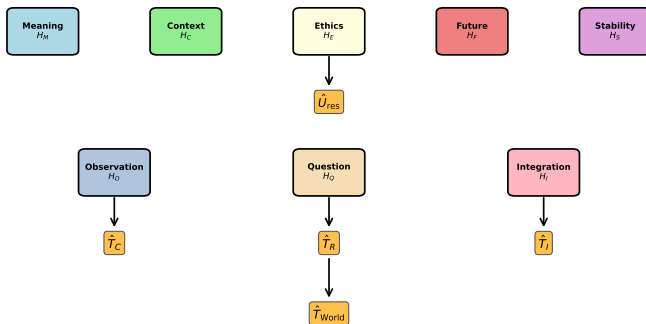 Meaning
H_M
Context
H_C
Ethics
H_E
Future
H_F
Stability
H_S
Û_res
Observation
H_O
Question
H_Q
Integration
H_I
T̂_C
T̂_R
T̂_I
T̂_World